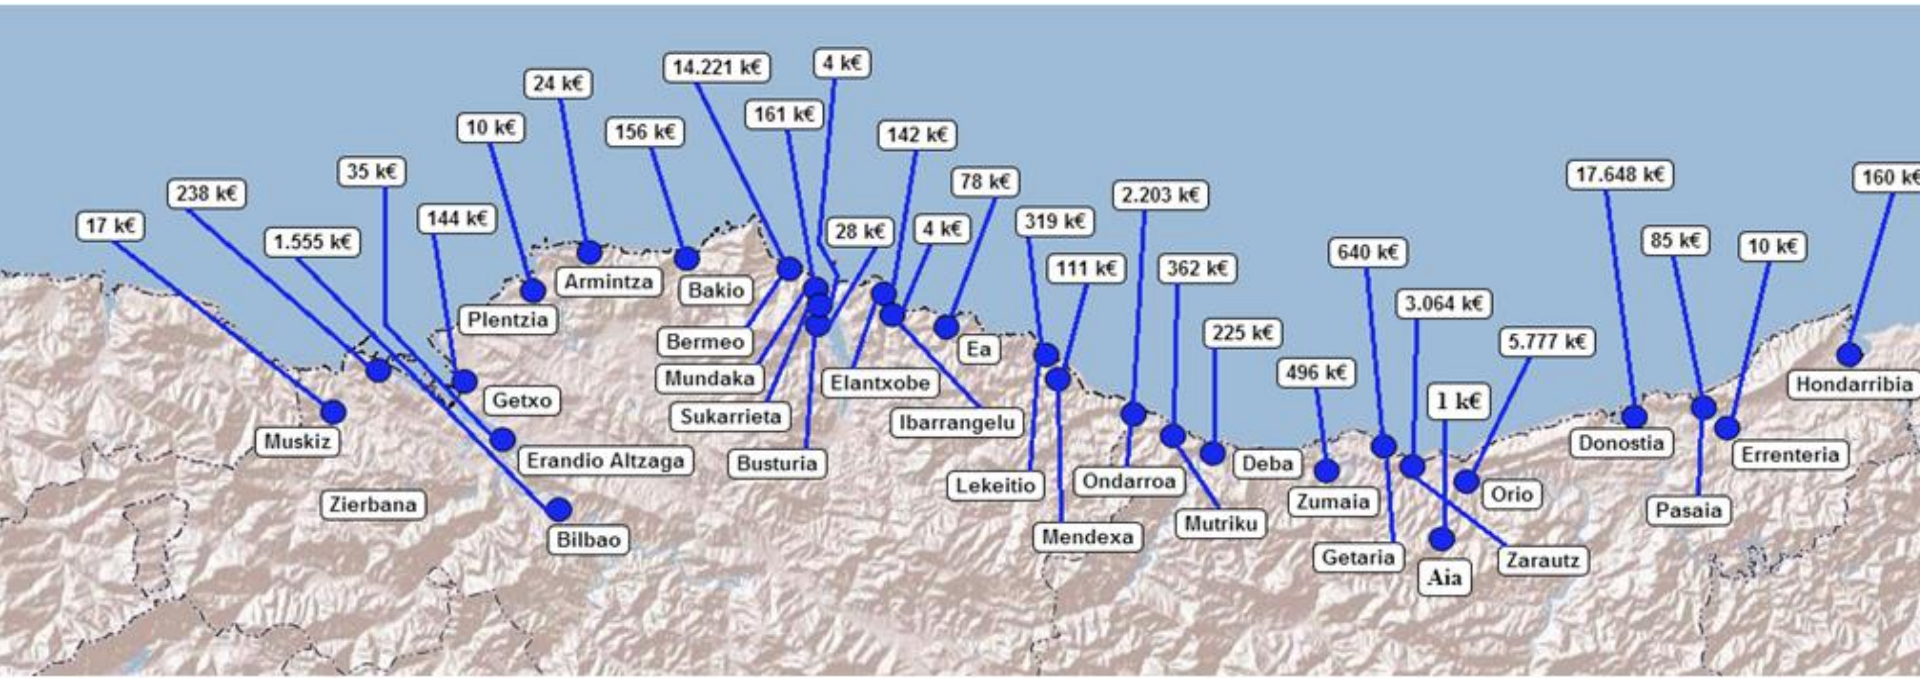 17 k€
238 k€
1.555 k€
35 k€
144 k€
10 k€
24 k€
156 k€
14.221 k€
161 k€
4 k€
28 k€
142 k€
4 k€
78 k€
319 k€
111 k€
2.203 k€
362 k€
225 k€
496 k€
640 k€
3.064 k€
1 k€
5.777 k€
17.648 k€
85 k€
10 k€
160 k€
Muskiz
Zierbana
Bilbao
Erandio Altzaga
Getxo
Plentzia
Armintza
Bakio
Bermeo
Mundaka
Sukarrieta
Busturia
Elantxobe
Ibarrangelu
Ea
Lekeitio
Mendexa
Ondarroa
Mutriku
Deba
Zumaia
Getaria
Aia
Zarautz
Orio
Donostia
Pasaia
Errenteria
Hondarribia